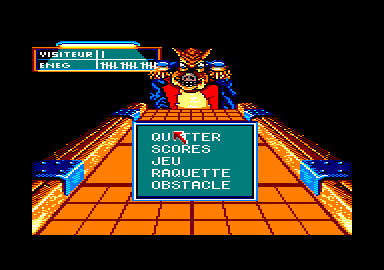 VISITEUR
ENEG
QUITTER
SCORES
JEU
RAQUETTE
OBSTACLE